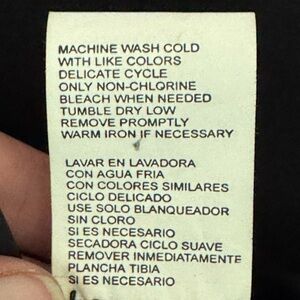 MACHINE WASH COLD
WITH LIKE COLORS
DELICATE CYCLE
ONLY NON-CHLORINE
BLEACH WHEN NEEDED
TUMBLE DRY LOW
REMOVE PROMPTLY
WARM IRON IF NECESSARY
LAVAR EN LAVADORA
CON AGUA FRIA
CON COLORES SIMILARES
CICLO DELICADO
USE SOLO BLANQUEADOR
SIN CLORO
SI ES NECESARIO
SECADORA CICLO SUAVE
REMOVER INMEDIATAMENTE
PLANCHA TIBIA
SI ES NECESARIO